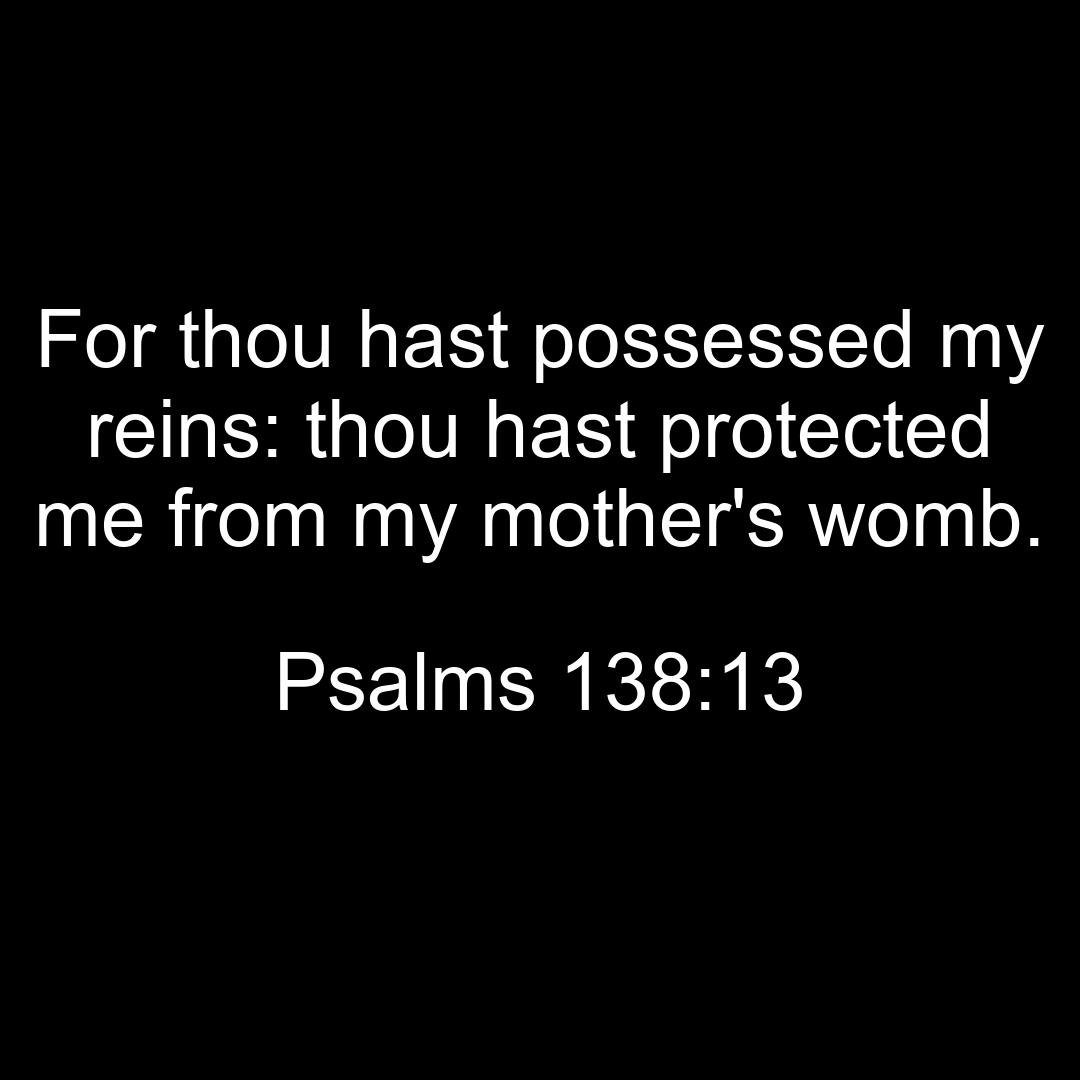 For thou hast possessed my
reins: thou hast protected
me from my mother's womb.
Psalms 138:13